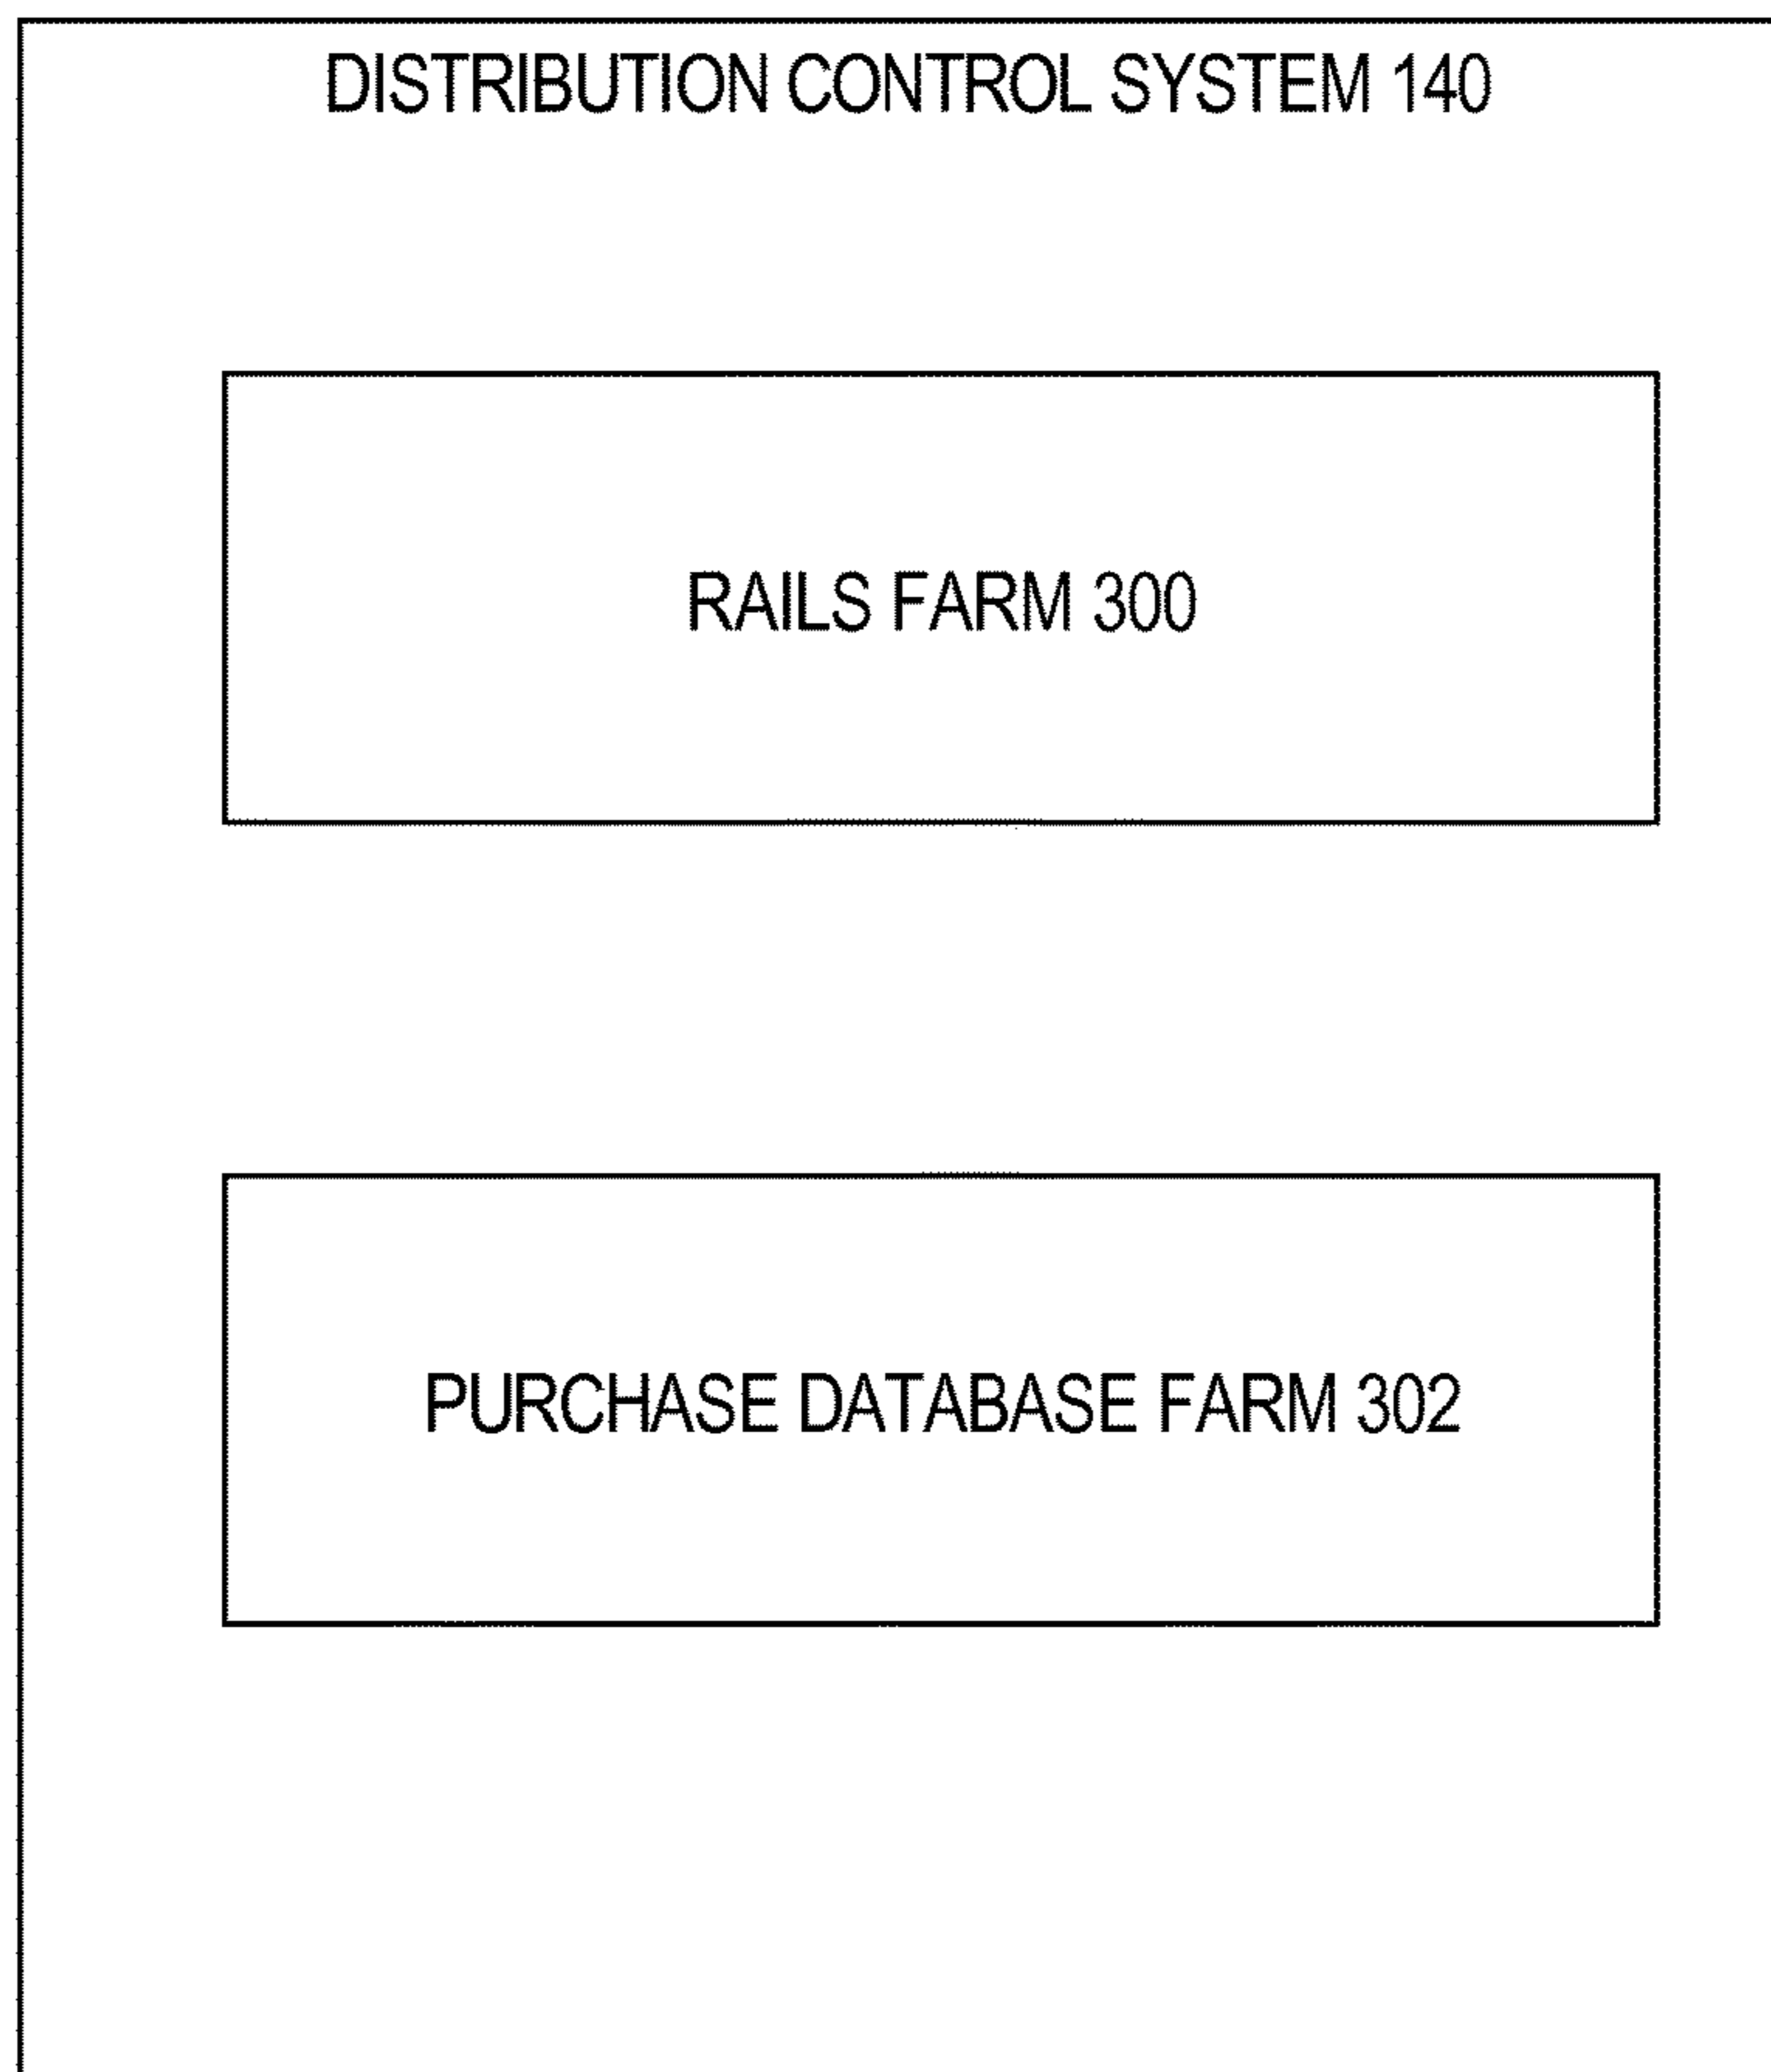 DISTRIBUTION CONTROL SYSTEM 140
RAILS FARM 300
PURCHASE DATABASE FARM 302